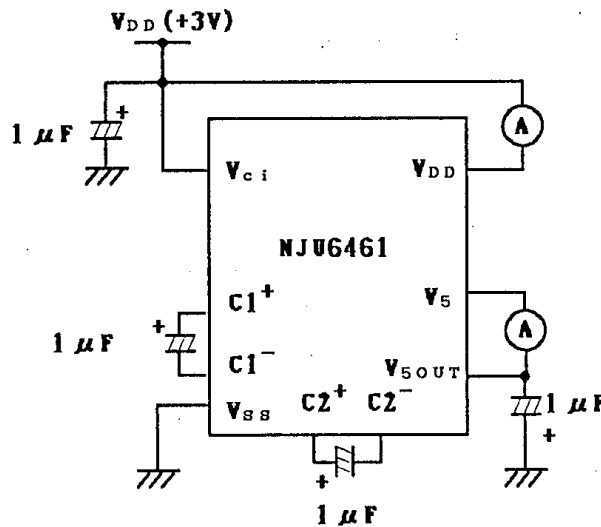 VDD (+3V)
+
1 μF
A
Vci
VDD
NJU6461
C1+
V5
+
1 μF
A
C1-
V5OUT
VSS
C2+ C2-
1 μF
+
+
1 μF